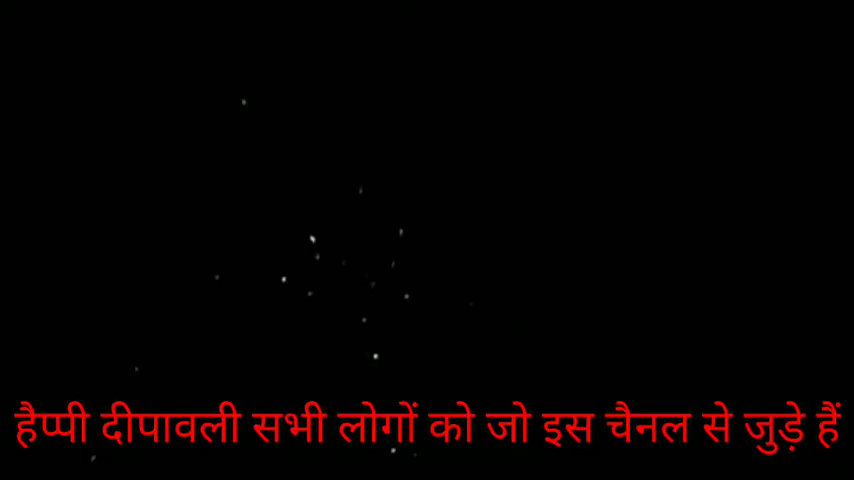 हैप्पी दीपावली सभी लोगों को जो इस चैनल से जुड़े हैं